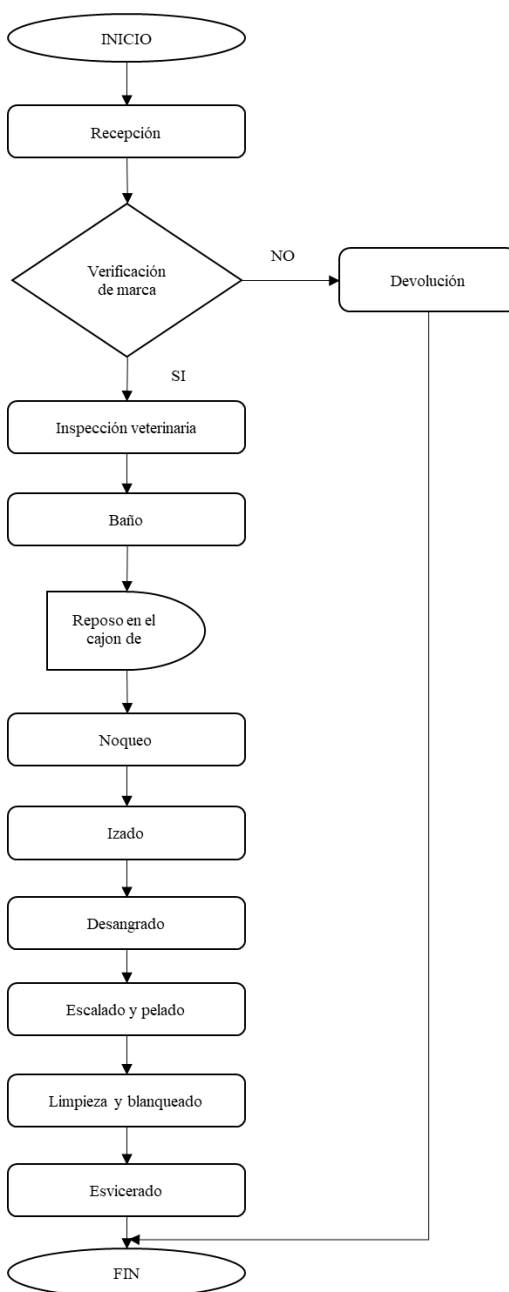 INICIO
Recepción
Verificación
de marca
NO
Devolución
SI
Inspección veterinaria
Baño
Reposo en el
cajon de
Noqueo
Izado
Desangrado
Escalado y pelado
Limpieza y blanqueado
Esvicerado
FIN